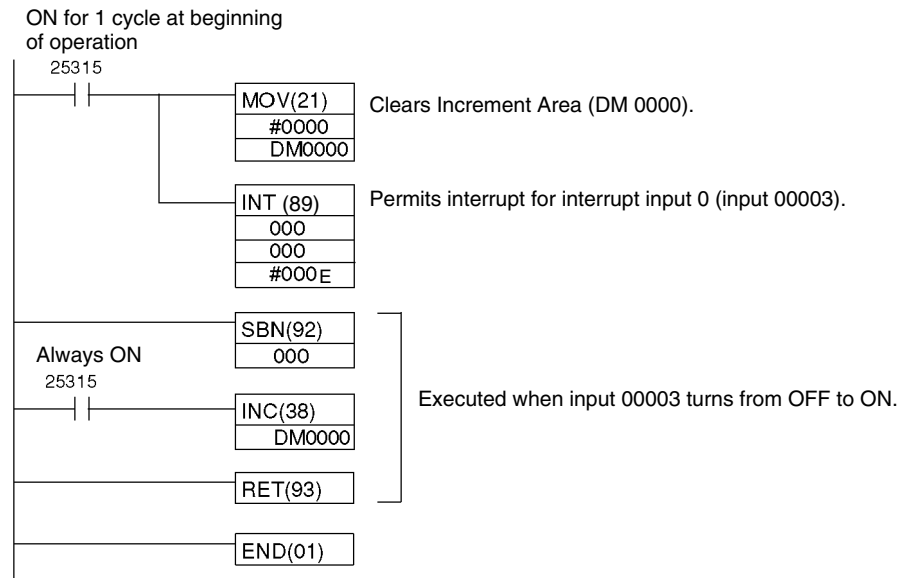 ON for 1 cycle at beginning
of operation
25315
MOV(21)
#0000
DM0000
Clears Increment Area (DM 0000).
INT (89)
000
000
#000E
Permits interrupt for interrupt input 0 (input 00003).
SBN(92)
000
Always ON
25315
INC(38)
DM0000
Executed when input 00003 turns from OFF to ON.
RET(93)
END(01)